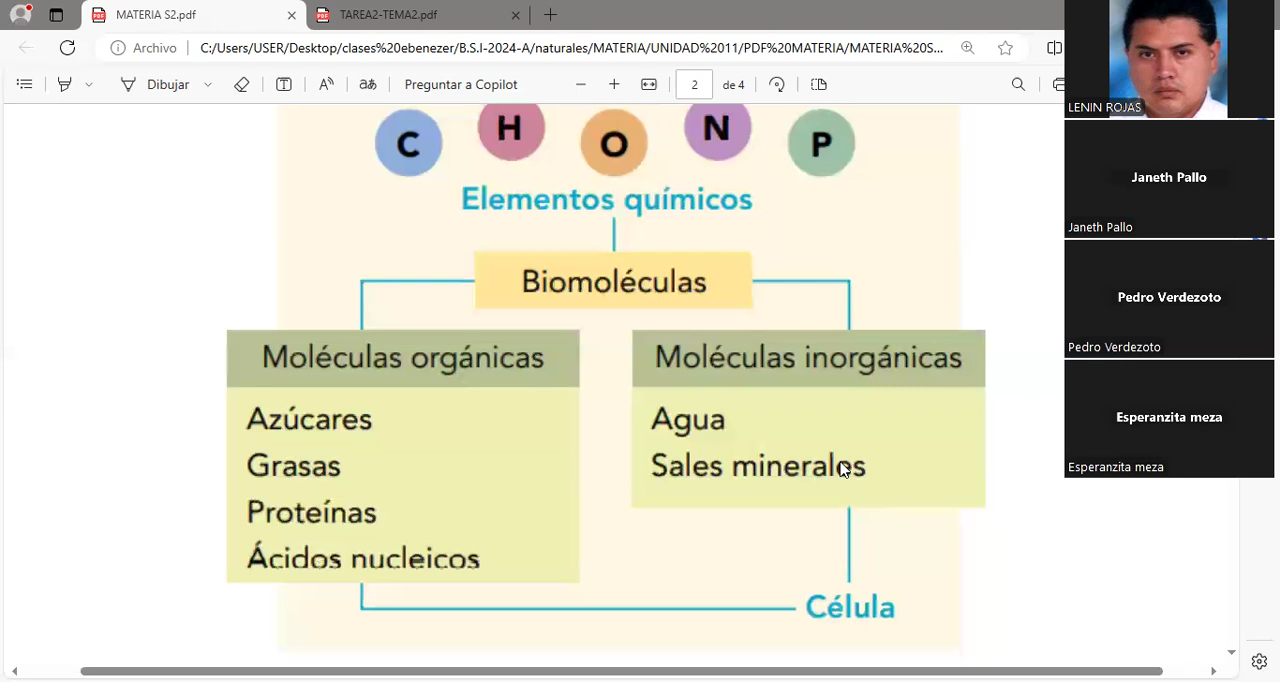 MATERIA S2.pdf
TAREA2-TEMA2.pdf
Archivo
C:/Users/USER/Desktop/clases%20ebenezer/B.S.I-2024-A/naturales/MATERIA/UNIDAD%2011/PDF%20MATERIA/MATERIA%20S...
Dibujar
Preguntar a Copilot
2
de 4
C
H
O
N
P
Elementos químicos
Biomoléculas
Moléculas orgánicas
Azúcares
Grasas
Proteínas
Ácidos nucleicos
Moléculas inorgánicas
Agua
Sales minerales
Célula
LENIN ROJAS
Janeth Pallo
Janeth Pallo
Pedro Verdezoto
Pedro Verdezoto
Esperanzita meza
Esperanzita meza